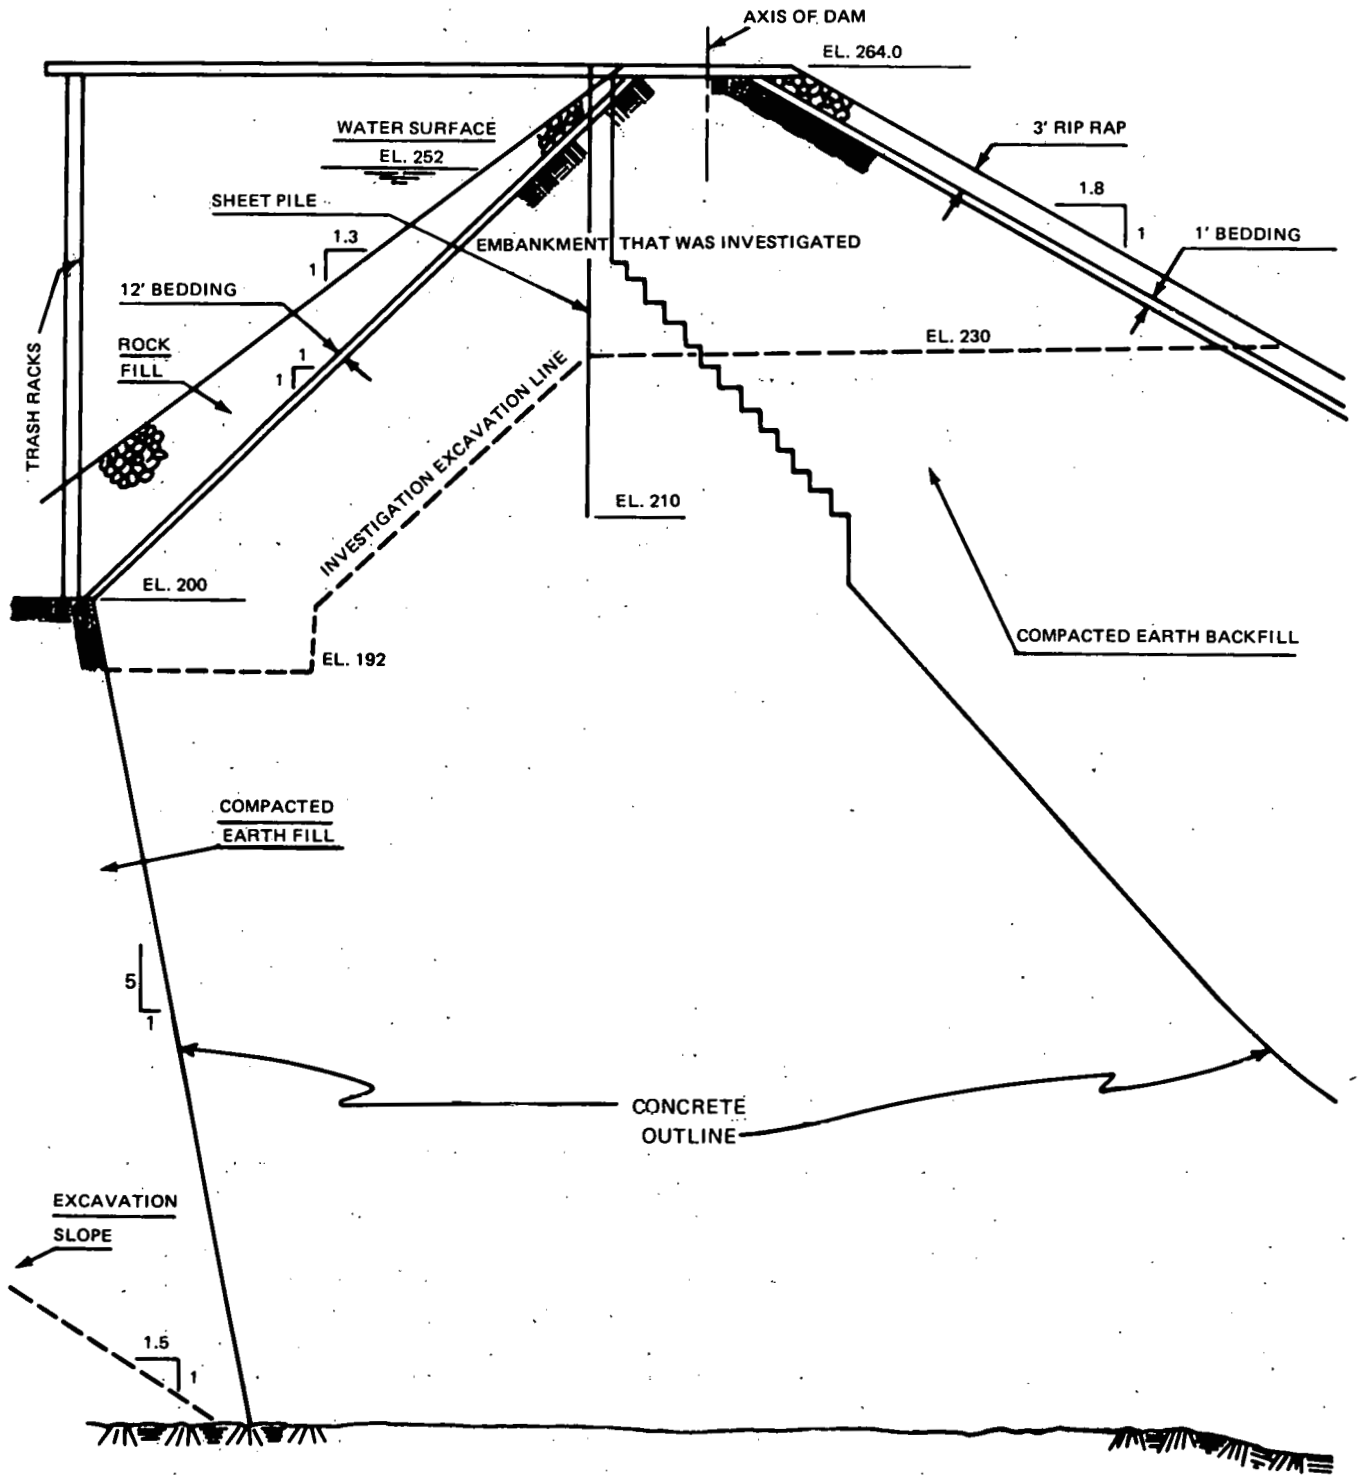 AXIS OF DAM
EL. 264.0
WATER SURFACE
EL. 252
3' RIP RAP
1.8
1
SHEET PILE
1.3
1
EMBANKMENT THAT WAS INVESTIGATED
1' BEDDING
12' BEDDING
EL. 230
ROCK
FILL
1
1
TRASH RACKS
INVESTIGATION EXCAVATION LINE
EL. 210
EL. 200
COMPACTED EARTH BACKFILL
EL. 192
COMPACTED
EARTH FILL
5
1
CONCRETE
OUTLINE
EXCAVATION
SLOPE
1.5
1